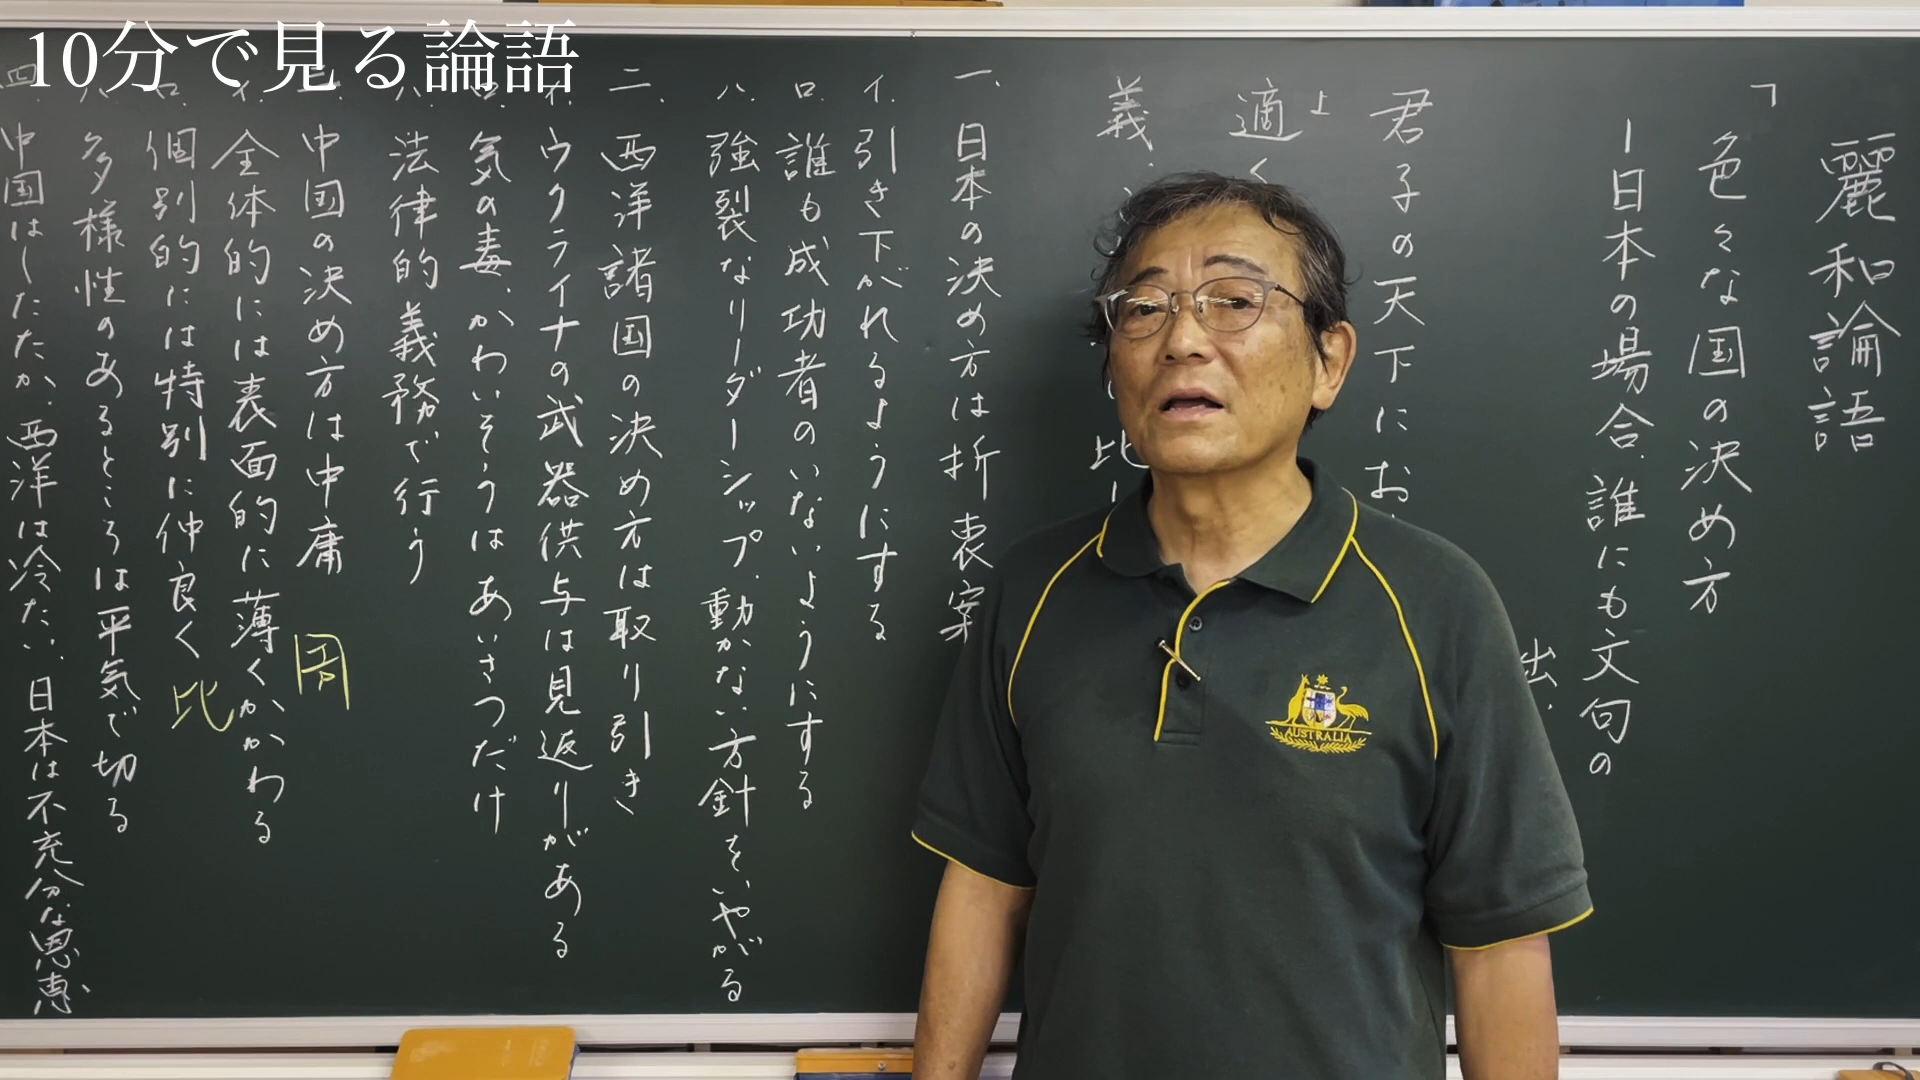 10分で見る論語
麗和論語
「色々な国の決め方
ー日本の場合、誰にも文句の
出
君子の天下にお
適
上
義
比
一、日本の決め方は折衷案
イ、引き下がれるようにする
ロ、誰も成功者のいないようにする
ハ、強裂なリーダーシップ、動かない方針をいやがる
二、西洋諸国の決め方は取り引き
イ、ウクライナの武器供与は見返りがある
ロ、気の毒、かわいそうはあいさつだけ
ハ、法律的義務で行う
中国の決め方は中庸
周
イ、全体的には表面的に薄くかかわる
ロ、個別的には特別に仲良く
比
ハ、多様性のあるところは平気で切る
四、中国はしたたか、西洋は冷たい、日本は不充分な恩恵、
AUSTRALIA